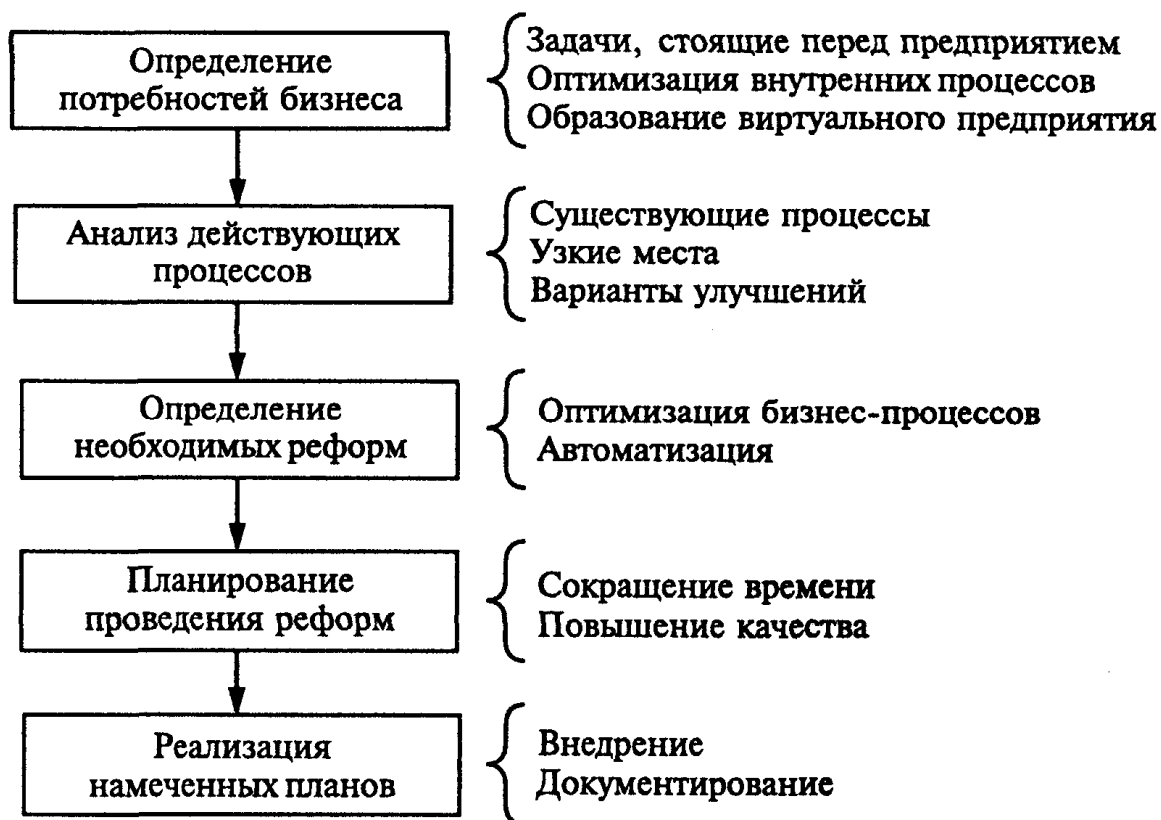 Определение
потребностей бизнеса
Задачи, стоящие перед предприятием
Оптимизация внутренних процессов
Образование виртуального предприятия
Анализ действующих
процессов
Существующие процессы
Узкие места
Варианты улучшений
Определение
необходимых реформ
Оптимизация бизнес-процессов
Автоматизация
Планирование
проведения реформ
Сокращение времени
Повышение качества
Реализация
намеченных планов
Внедрение
Документирование